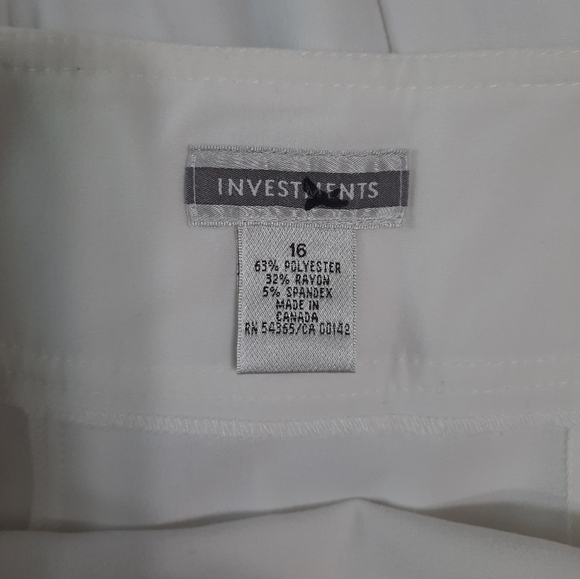 INVESTMENTS
16
63% POLYESTER
32% RAYON
5% SPANDEX
MADE IN
CANADA
RN 54365/CA 00142